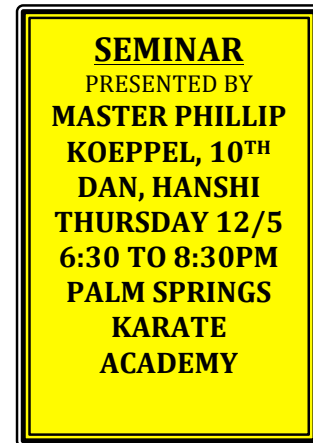 SEMINAR
PRESENTED BY
MASTER PHILLIP
KOEPPEL, 10TH
DAN, HANSHI
THURSDAY 12/5
6:30 TO 8:30PM
PALM SPRINGS
KARATE
ACADEMY